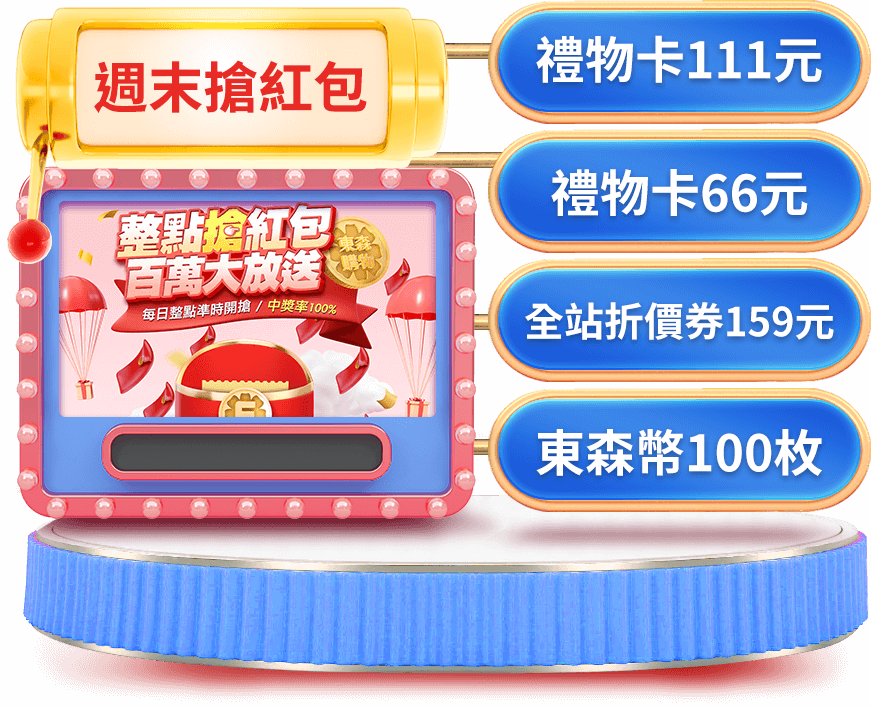 週末搶紅包
整點搶紅包
百萬大放送
東森
購物
每日整點準時開搶 / 中獎率100%
禮物卡111元
禮物卡66元
全站折價券159元
東森幣100枚